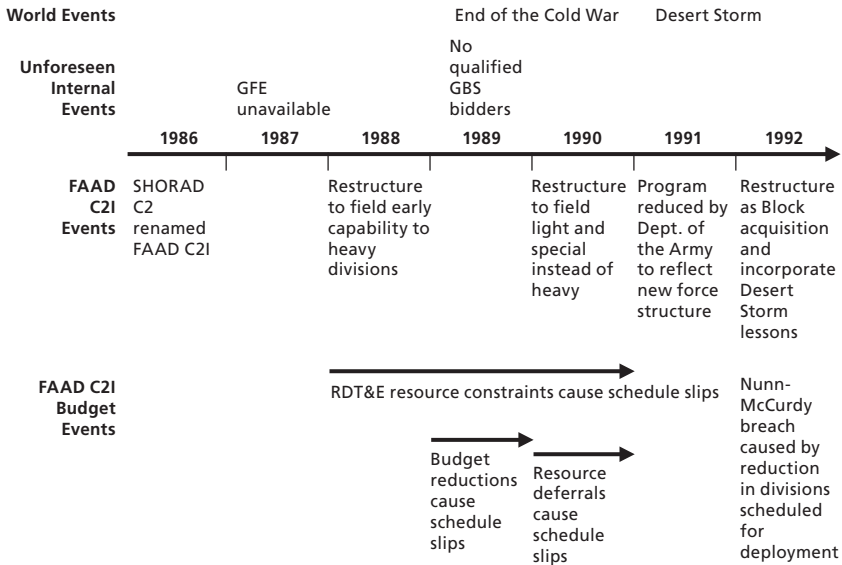 World Events
End of the Cold War
Desert Storm
Unforeseen
Internal
Events
GFE
unavailable
No
qualified
GBS
bidders
1986 1987 1988 1989 1990 1991 1992
FAAD
C2I
Events
SHORAD
C2
renamed
FAAD C2I
Restructure
to field early
capability to
heavy
divisions
Restructure
to field
light and
special
instead of
heavy
Program
reduced by
Dept. of
the Army
to reflect
new force
structure
Restructure
as Block
acquisition
and
incorporate
Desert
Storm
lessons
FAAD C2I
Budget
Events
RDT&E resource constraints cause schedule slips
Budget
reductions
cause
schedule
slips
Resource
deferrals
cause
schedule
slips
Nunn-
McCurdy
breach
caused by
reduction
in divisions
scheduled
for
deployment